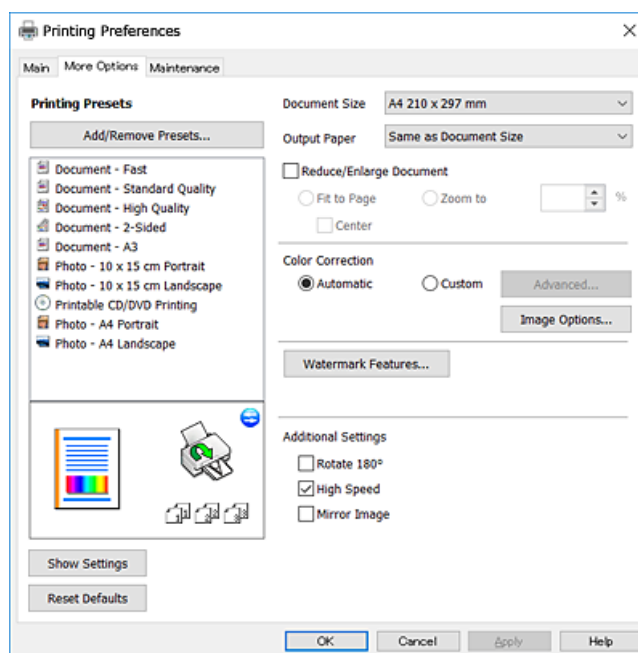 Printing Preferences
Main More Options Maintenance
Printing Presets
Add/Remove Presets...
Document - Fast
Document - Standard Quality
Document - High Quality
Document - 2-Sided
Document - A3
Photo - 10 x 15 cm Portrait
Photo - 10 x 15 cm Landscape
Printable CD/DVD Printing
Photo - A4 Portrait
Photo - A4 Landscape
Show Settings
Reset Defaults
Document Size A4 210 x 297 mm
Output Paper Same as Document Size
Reduce/Enlarge Document
Fit to Page Zoom to %
Center
Color Correction
Automatic Custom Advanced...
Image Options...
Watermark Features...
Additional Settings
Rotate 180°
High Speed
Mirror Image
OK Cancel Apply Help